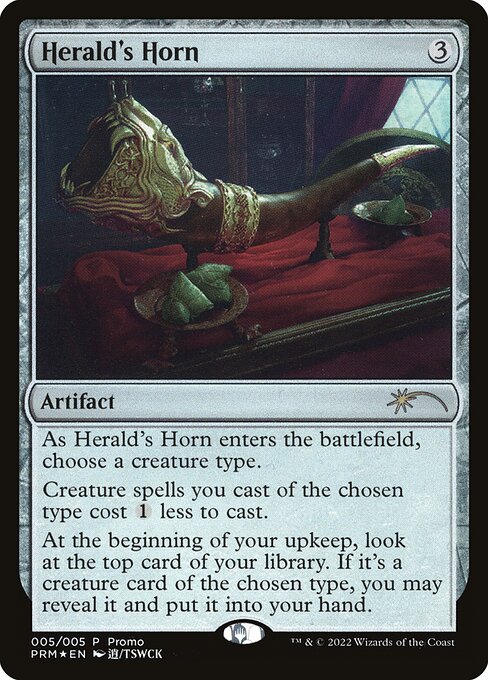 Herald's Horn 3
Artifact
As Herald's Horn enters the battlefield,
choose a creature type.
Creature spells you cast of the chosen
type cost 1 less to cast.
At the beginning of your upkeep, look
at the top card of your library. If it's a
creature card of the chosen type, you may
reveal it and put it into your hand.
005/005 P Promo ™ & © 2022 Wizards of the Coast
PRM★EN 逍/TSWCK